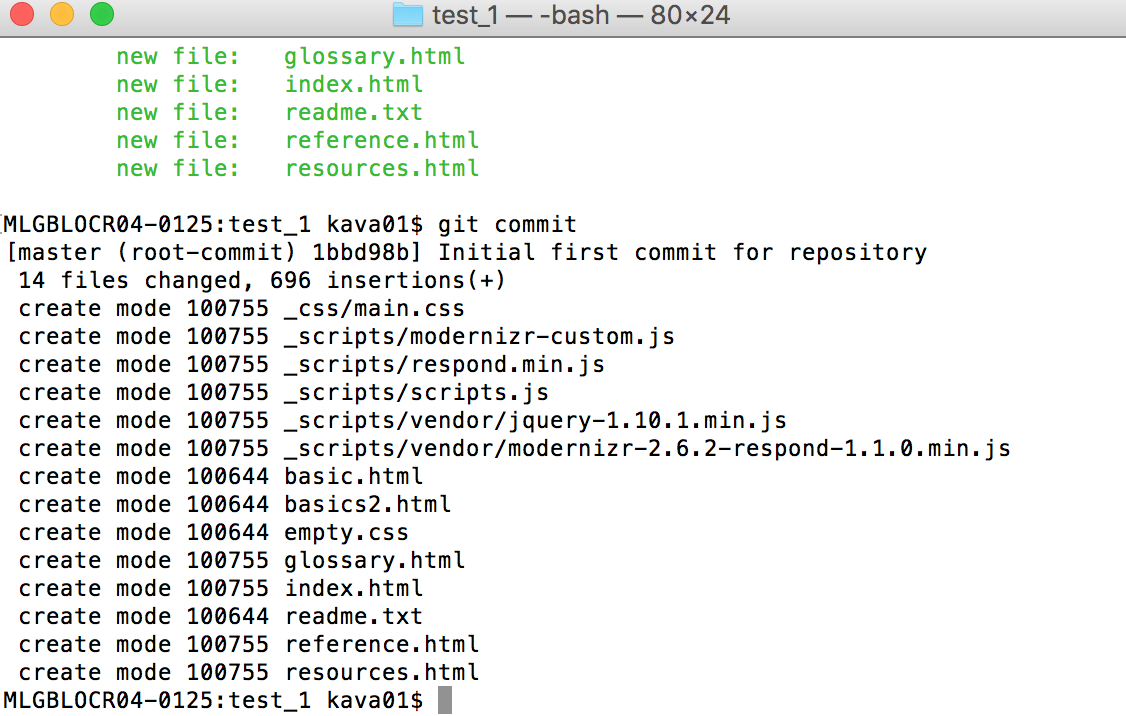 test_1 — -bash — 80×24
new file:   glossary.html
new file:   index.html
new file:   readme.txt
new file:   reference.html
new file:   resources.html
MLGBLOCR04-0125:test_1 kava01$ git commit
[master (root-commit) 1bbd98b] Initial first commit for repository
 14 files changed, 696 insertions(+)
 create mode 100755 _css/main.css
 create mode 100755 _scripts/modernizr-custom.js
 create mode 100755 _scripts/respond.min.js
 create mode 100755 _scripts/scripts.js
 create mode 100755 _scripts/vendor/jquery-1.10.1.min.js
 create mode 100755 _scripts/vendor/modernizr-2.6.2-respond-1.1.0.min.js
 create mode 100644 basic.html
 create mode 100644 basics2.html
 create mode 100644 empty.css
 create mode 100755 glossary.html
 create mode 100755 index.html
 create mode 100644 readme.txt
 create mode 100755 reference.html
 create mode 100755 resources.html
MLGBLOCR04-0125:test_1 kava01$